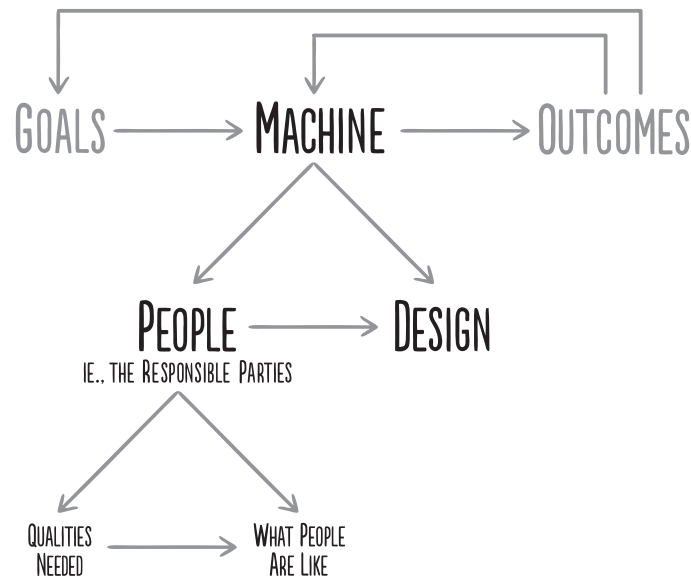 GOALS
MACHINE
OUTCOMES
PEOPLE
IE., THE RESPONSIBLE PARTIES
DESIGN
QUALITIES
NEEDED
WHAT PEOPLE
ARE LIKE